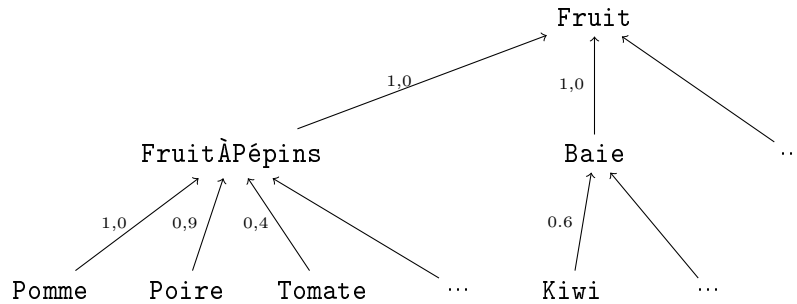 Fruit
1,0
1,0
FruitÀPépins
Baie
...
1,0
0,9
0,4
0.6
Pomme
Poire
Tomate
...
Kiwi
...